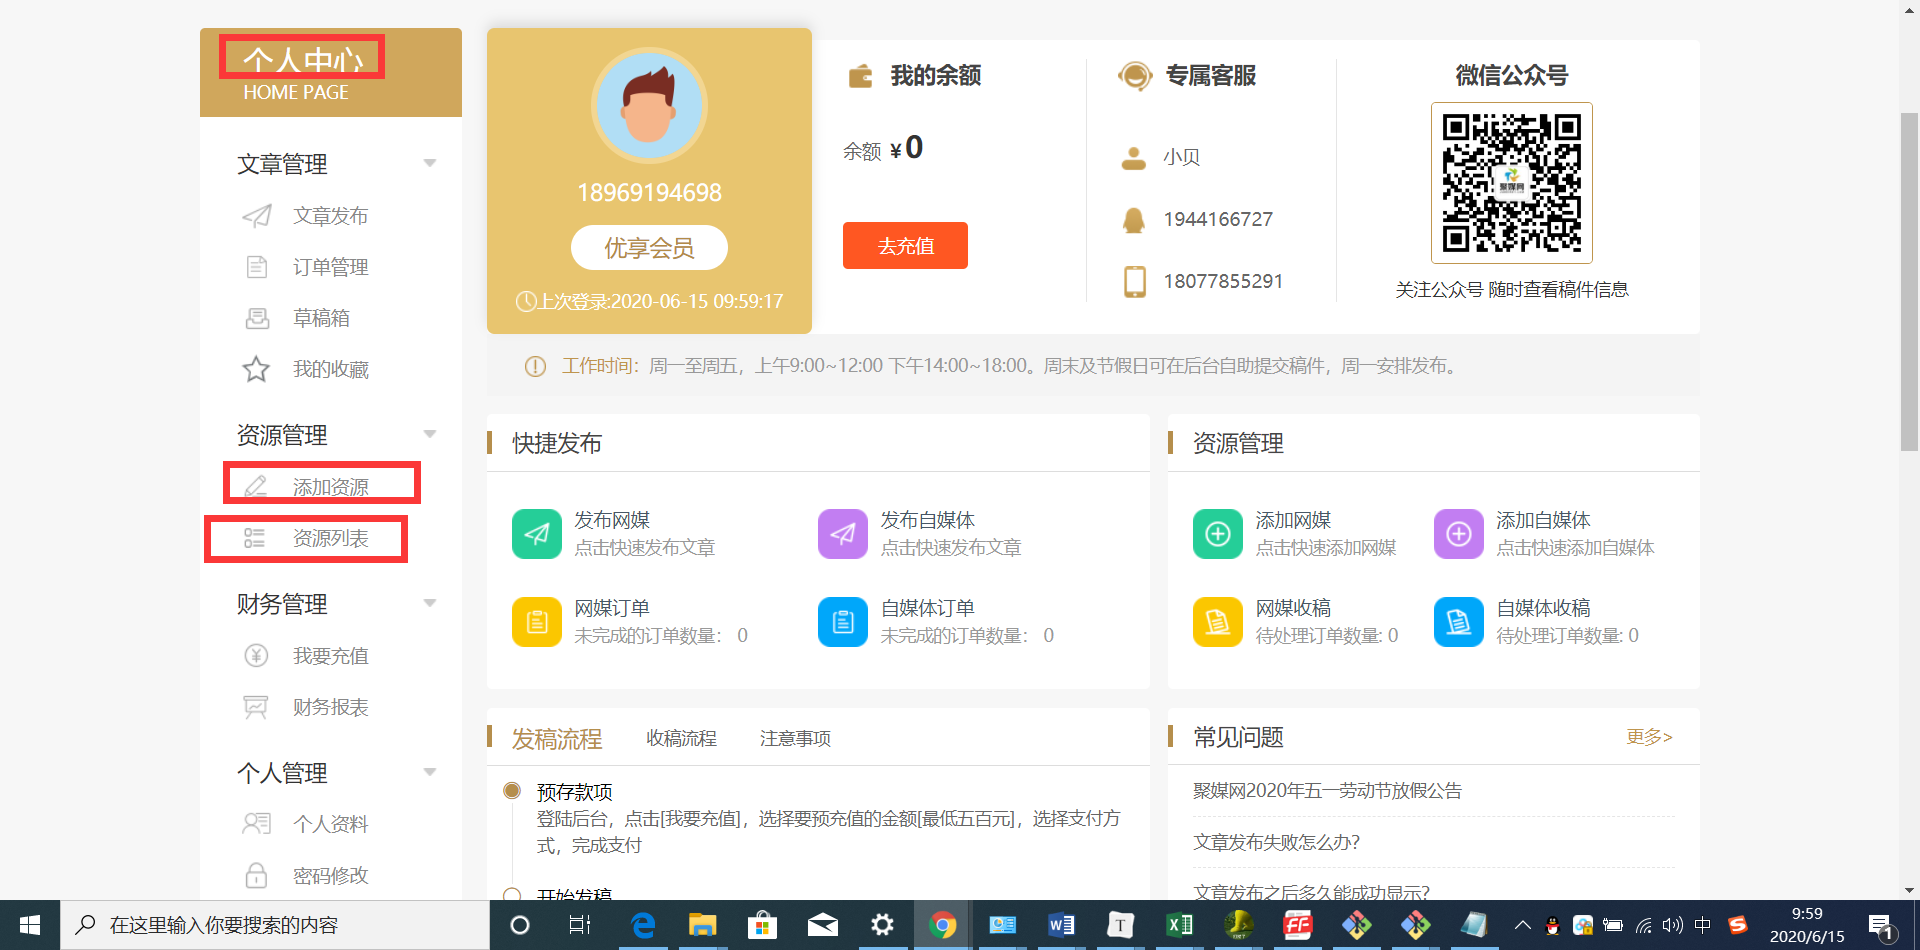 个人中心
HOME PAGE
文章管理
文章发布
订单管理
草稿箱
我的收藏
资源管理
添加资源
资源列表
财务管理
我要充值
财务报表
个人管理
个人资料
密码修改
18969194698
优享会员
上次登录:2020-06-15 09:59:17
我的余额
余额 ¥0
去充值
专属客服
小贝
1944166727
18077855291
微信公众号
聚媒网
关注公众号 随时查看稿件信息
工作时间：周一至周五，上午9:00~12:00 下午14:00~18:00。周末及节假日可在后台自助提交稿件，周一安排发布。
快捷发布
发布网媒
点击快速发布文章
发布自媒体
点击快速发布文章
网媒订单
未完成的订单数量： 0
自媒体订单
未完成的订单数量： 0
资源管理
添加网媒
点击快速添加网媒
添加自媒体
点击快速添加自媒体
网媒收稿
待处理订单数量: 0
自媒体收稿
待处理订单数量: 0
发稿流程 收稿流程 注意事项
预存款项
登陆后台，点击[我要充值]，选择要预充值的金额[最低五百元]，选择支付方
式，完成支付
开始发稿
常见问题 更多>
聚媒网2020年五一劳动节放假公告
文章发布失败怎么办?
文章发布之后多久能成功显示?
在这里输入你要搜索的内容
中
9:59
2020/6/15
1